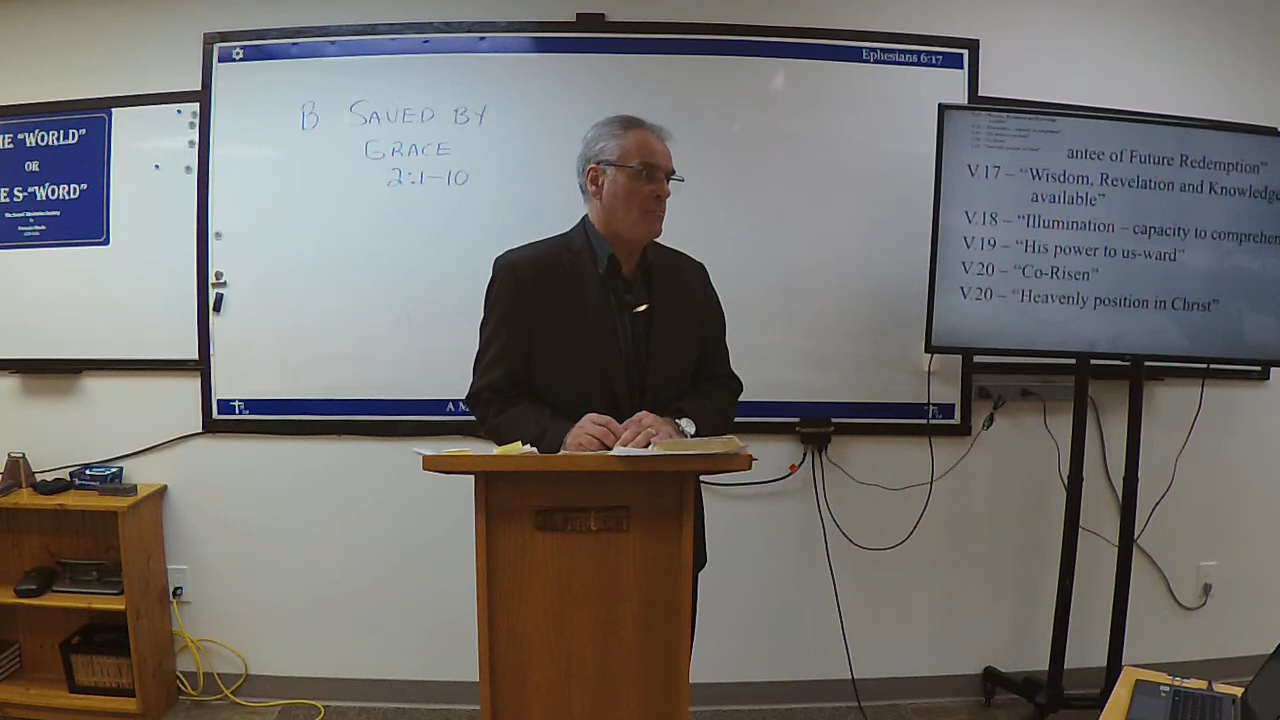 HE "WORLD"
OR
E S-"WORD"
Ephesians 6:17
B SAVED BY
GRACE
2:1-10
A M
antee of Future Redemption"
V.17 – "Wisdom, Revelation and Knowledge
available"
V.18 – "Illumination – capacity to comprehen
V.19 – "His power to us-ward"
V.20 – "Co-Risen"
V.20 – "Heavenly position in Christ"